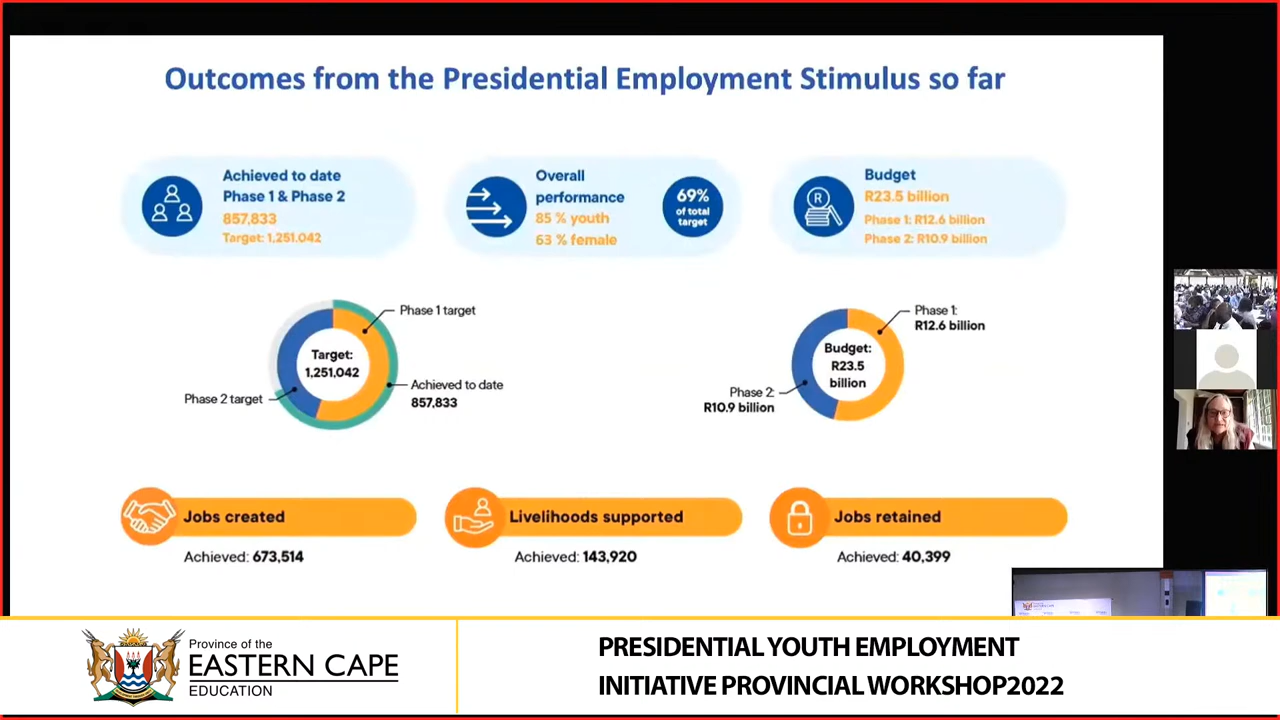 Outcomes from the Presidential Employment Stimulus so far
Achieved to date
Phase 1 & Phase 2
857,833
Target: 1,251,042
Overall
performance
85 % youth
63 % female
69%
of total
target
R
Budget
R23.5 billion
Phase 1: R12.6 billion
Phase 2: R10.9 billion
Phase 1 target
Target:
1,251,042
Achieved to date
857,833
Phase 2 target
Phase 1:
R12.6 billion
Budget:
R23.5
billion
Phase 2:
R10.9 billion
Jobs created
Achieved: 673,514
Livelihoods supported
Achieved: 143,920
Jobs retained
Achieved: 40,399
Province of the
EASTERN CAPE
EDUCATION
PRESIDENTIAL YOUTH EMPLOYMENT
INITIATIVE PROVINCIAL WORKSHOP2022